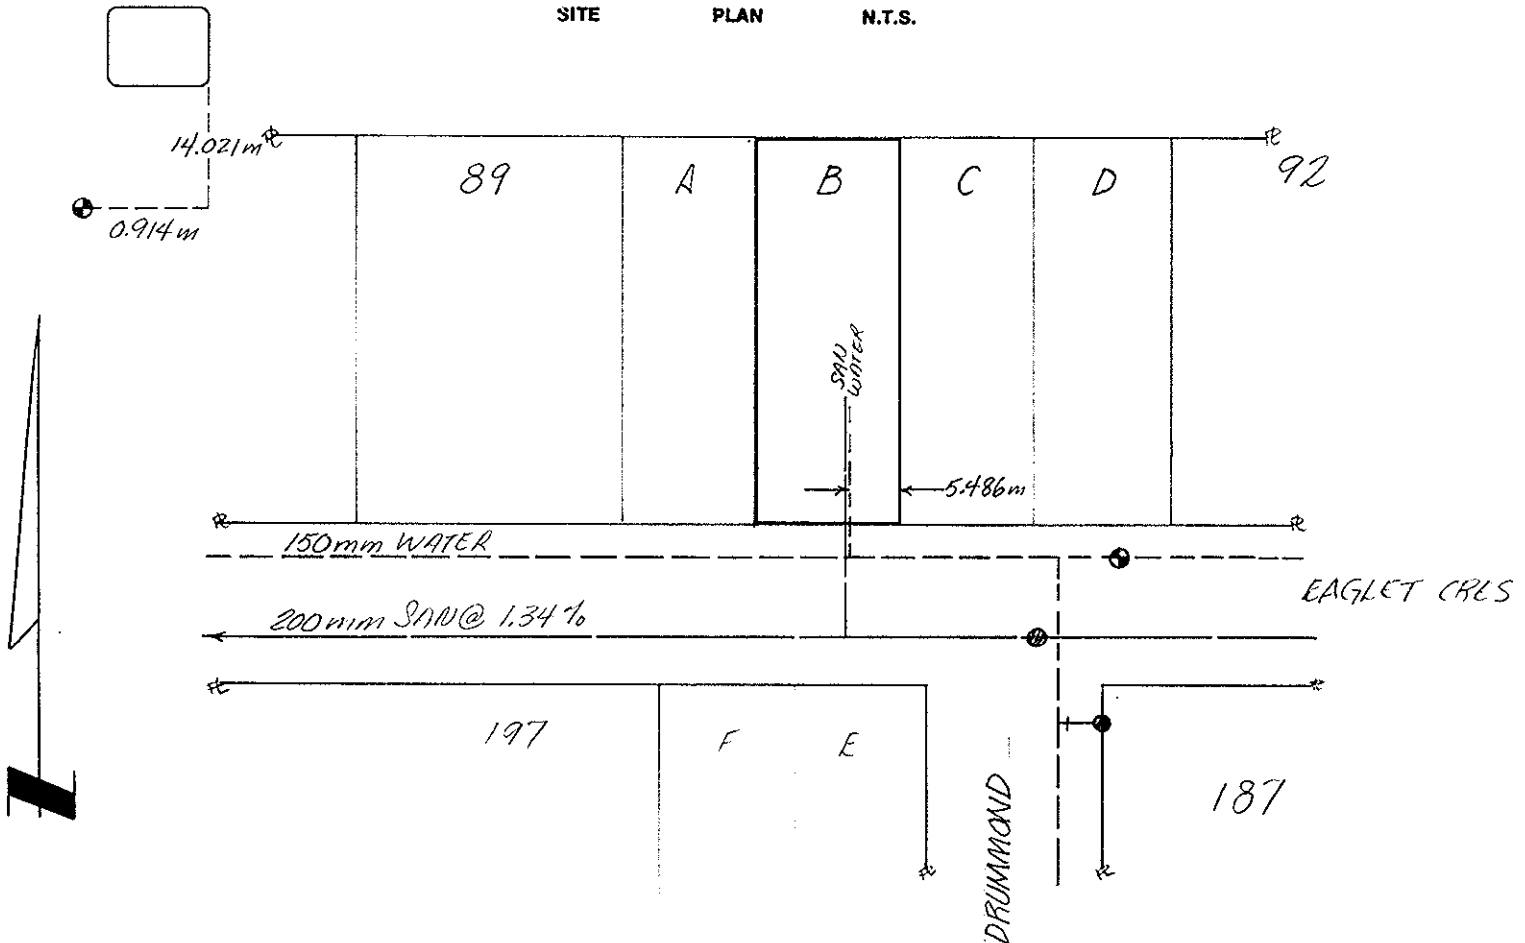 SITE PLAN N.T.S.
14.021m
0.914m
89
A
B
C
D
92
SAN
WATER
5.486m
150mm WATER
EAGLET CRES
200mm SAN@ 1.34%
197
F
E
DRUMMOND
187